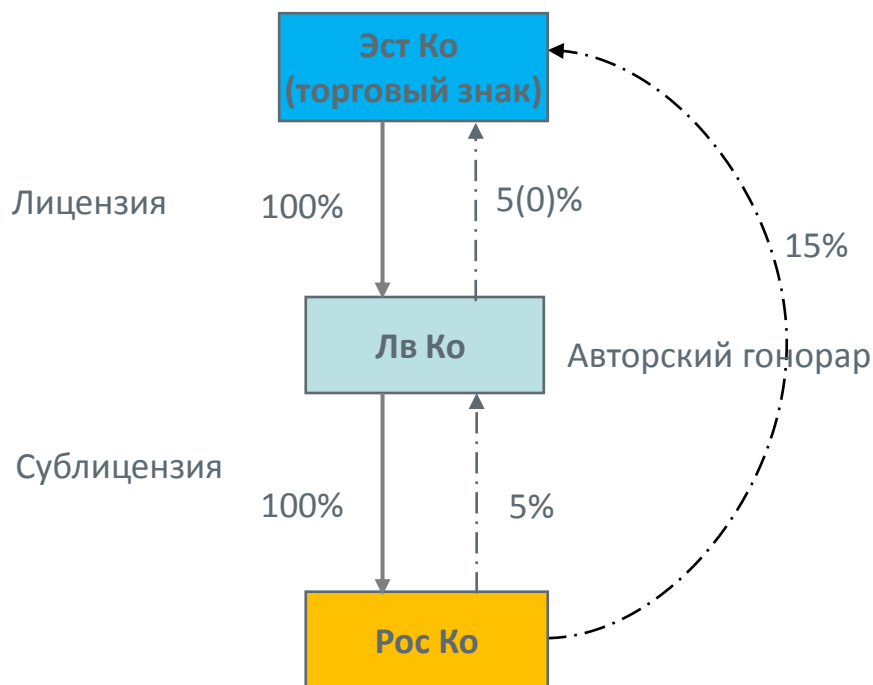 Эст Ко
(торговый знак)
Лицензия
100%
5(0)%
15%
Лв Ко
Авторский гонорар
Сублицензия
100%
5%
Рос Ко